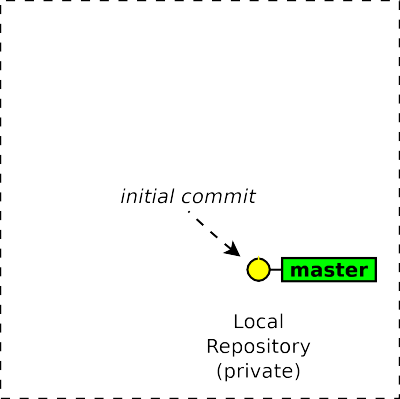 initial commit
master
Local
Repository
(private)